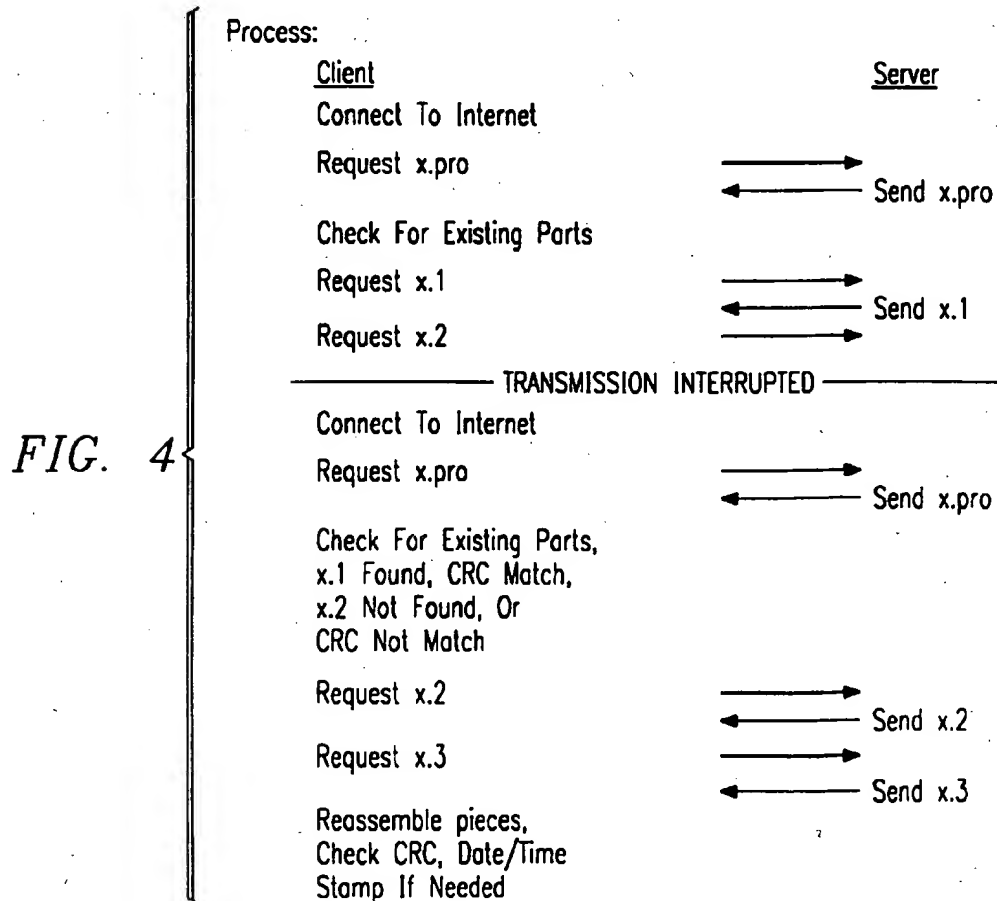 Process:
Client Server
Connect To Internet
Request x.pro
Send x.pro
Check For Existing Parts
Request x.1
Send x.1
Request x.2
TRANSMISSION INTERRUPTED
Connect To Internet
FIG. 4
Request x.pro
Send x.pro
Check For Existing Parts,
x.1 Found, CRC Match,
x.2 Not Found, Or
CRC Not Match
Request x.2
Send x.2
Request x.3
Send x.3
Reassemble pieces,
Check CRC, Date/Time
Stamp If Needed